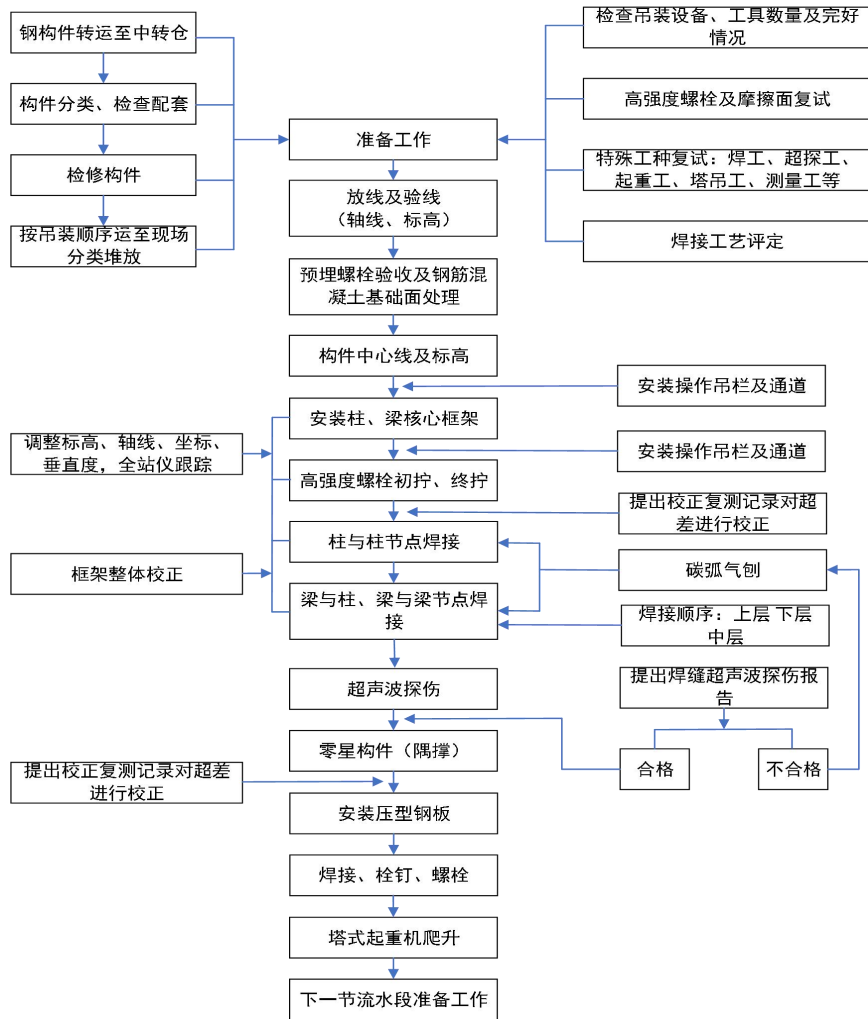 钢构件转运至中转仓
构件分类、检查配套
检修构件
按吊装顺序运至现场
分类堆放
检查吊装设备、工具数量及完好
情况
高强度螺栓及摩擦面复试
特殊工种复试：焊工、超探工、
起重工、塔吊工、测量工等
焊接工艺评定
准备工作
放线及验线
（轴线、标高）
预埋螺栓验收及钢筋混
凝土基础面处理
构件中心线及标高
安装操作吊栏及通道
安装柱、梁核心框架
调整标高、轴线、坐标、
垂直度，全站仪跟踪
安装操作吊栏及通道
高强度螺栓初拧、终拧
提出校正复测记录对超
差进行校正
柱与柱节点焊接
框架整体校正
碳弧气刨
梁与柱、梁与梁节点焊
接
焊接顺序：上层 下层
中层
超声波探伤
提出焊缝超声波探伤报
告
零星构件（隅撑）
合格
不合格
提出校正复测记录对超差
进行校正
安装压型钢板
焊接、栓钉、螺栓
塔式起重机爬升
下一节流水段准备工作